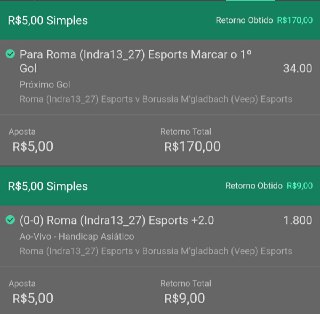 R$5,00 Simples Retorno Obtido R$170,00
Para Roma (Indra13_27) Esports Marcar o 1º
Gol 34.00
Próximo Gol
Roma (Indra13_27) Esports v Borussia M'gladbach (Veep) Esports
Aposta Retorno Total
R$5,00 R$170,00
R$5,00 Simples Retorno Obtido R$9,00
(0-0) Roma (Indra13_27) Esports +2.0 1.800
Ao-Vivo - Handicap Asiático
Roma (Indra13_27) Esports v Borussia M'gladbach (Veep) Esports
Aposta Retorno Total
R$5,00 R$9,00